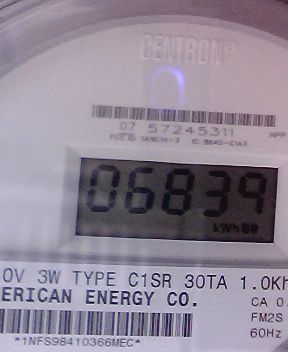 CENTRON®
07 57245311
06839
kWh
0V 3W TYPE C1SR 30TA 1.0Kh
ERICAN ENERGY CO.
CA 0.
FM2S
60Hz
*1NFS98410366MEC*